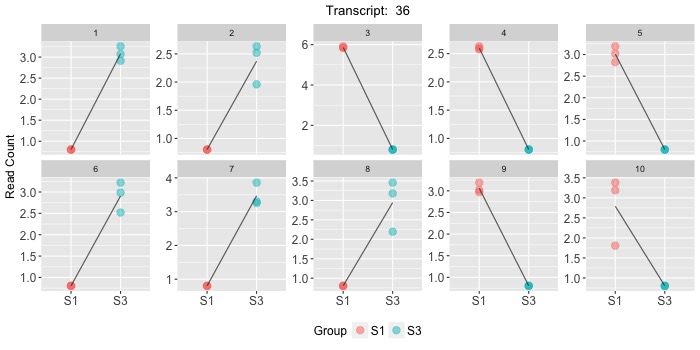 Transcript: 36
1 2 3 4 5
3.0 2.5 6 2.5 3.0
2.5 2.0 4 2.0 2.5
2.0 1.5 2 1.5 2.0
1.5 1.0 1.0 1.5
1.0 1.0
Read Count
6 7 8 9 10
3.0 4 3.5 3.0 3.5
2.5 3 3.0 2.5 3.0
2.0 2 2.5 2.0 2.5
1.5 1 2.0 1.5 2.0
1.0 1.5 1.0 1.5
1.0 1.0
S1 S3 S1 S3 S1 S3 S1 S3 S1 S3
Group S1 S3